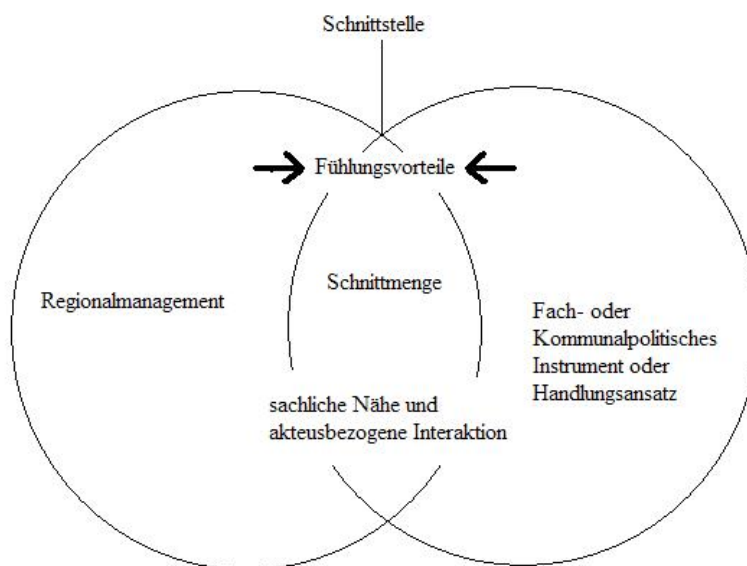 Schnittstelle
Fühlungsvorteile
Regionalmanagement
Schnittmenge
Fach- oder
Kommunalpolitisches
Instrument oder
Handlungsansatz
sachliche Nähe und
akteusbezogene Interaktion